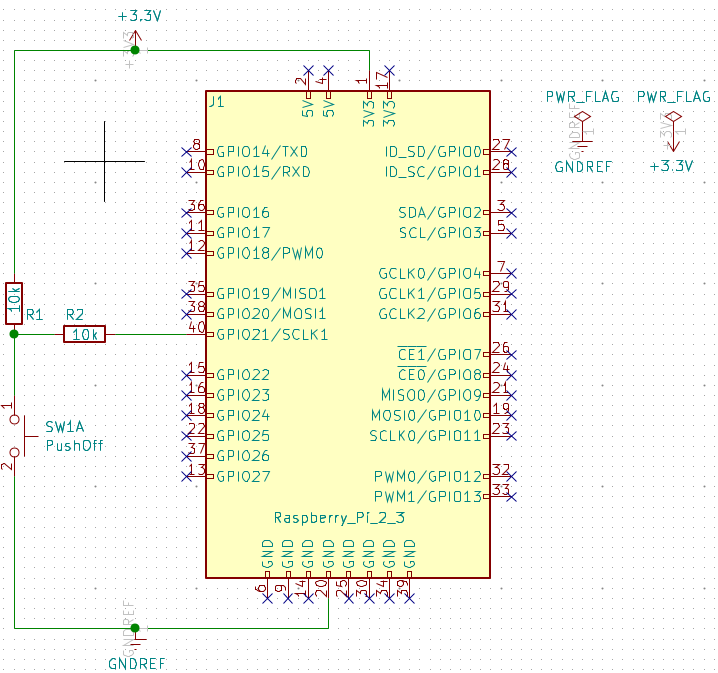 +3.3V
+3V3
J1
2
4
1
17
5V
5V
3V3
3V3
8
GPIO14/TXD
10
GPIO15/RXD
36
GPIO16
11
GPIO17
12
GPIO18/PWM0
35
GPIO19/MISO1
38
GPIO20/MOSI1
40
GPIO21/SCLK1
15
GPIO22
16
GPIO23
18
GPIO24
22
GPIO25
37
GPIO26
13
GPIO27
ID_SD/GPIO0
27
ID_SC/GPIO1
28
SDA/GPIO2
3
SCL/GPIO3
5
GCLK0/GPIO4
7
GCLK1/GPIO5
29
GCLK2/GPIO6
31
CE1/GPIO7
26
CE0/GPIO8
24
MISO0/GPIO9
21
MOSI0/GPIO10
19
SCLK0/GPIO11
23
PWM0/GPIO12
32
PWM1/GPIO13
33
Raspberry_Pi_2_3
GND
GND
GND
GND
GND
GND
GND
GND
6
9
14
20
25
30
34
39
10k
R1
R2
10k
1
2
SW1A
PushOff
GNDREF
GNDREF
PWR_FLAG
GNDREF
1
GNDREF
PWR_FLAG
3V3
1
+3.3V